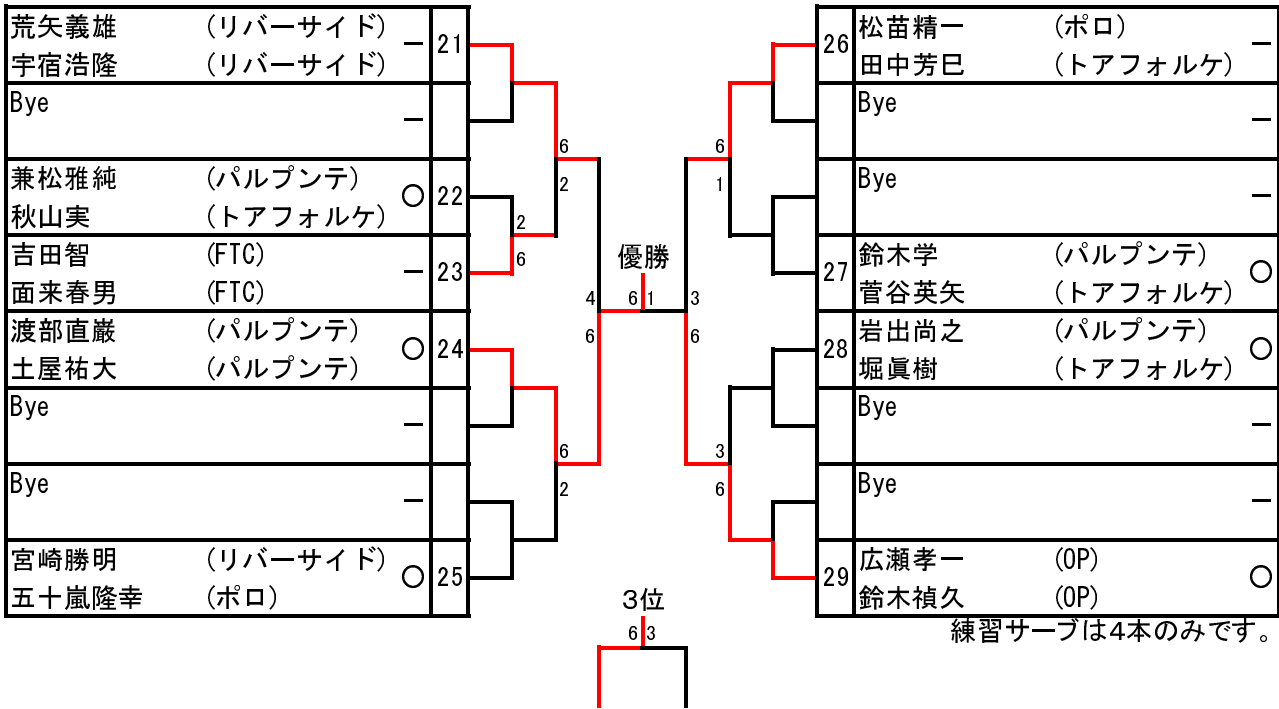 荒矢義雄 (リバーサイド) － 21
宇宿浩隆 (リバーサイド)
Bye －
兼松雅純 (パルプンテ) ○ 22
秋山実 (トアフォルケ)
吉田智 (FTC) － 23
面来春男 (FTC)
渡部直巌 (パルプンテ) ○ 24
土屋祐大 (パルプンテ)
Bye －
Bye －
宮崎勝明 (リバーサイド) ○ 25
五十嵐隆幸 (ポロ)
6
2
2
6
4
6
6
2
優勝
6 1
3
6
6
1
3
6
26 松苗精一 (ポロ) －
田中芳巳 (トアフォルケ)
Bye －
Bye －
27 鈴木学 (パルプンテ) ○
菅谷英矢 (トアフォルケ)
28 岩出尚之 (パルプンテ) ○
堀眞樹 (トアフォルケ)
Bye －
Bye －
29 広瀬孝一 (OP) ○
鈴木禎久 (OP)
3位
6 3
練習サーブは4本のみです。